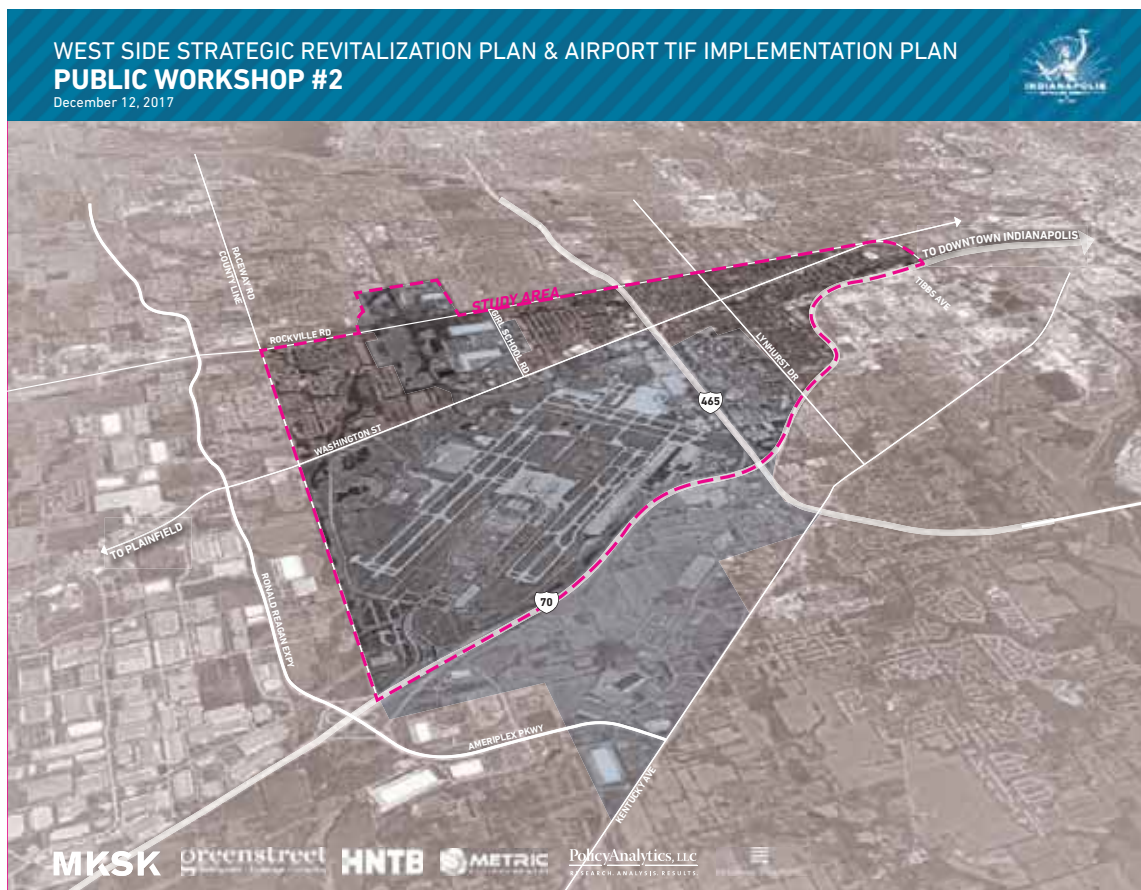 WEST SIDE STRATEGIC REVITALIZATION PLAN & AIRPORT TIF IMPLEMENTATION PLAN
PUBLIC WORKSHOP #2
December 12, 2017
INDIANAPOLIS
TO DOWNTOWN INDIANAPOLIS
RACEWAY RD
COUNTY LINE
STUDY AREA
TIBBS AVE
ROCKVILLE RD
GIRL SCHOOL RD
LYNHURST DR
465
WASHINGTON ST
TO PLAINFIELD
70
RONALD REAGAN EXPY
AMERIPLEX PKWY
KENTUCKY AVE
MKSK
greenstreet
HNTB
METRIC
PolicyAnalytics, LLC
RESEARCH. ANALYSIS. RESULTS.